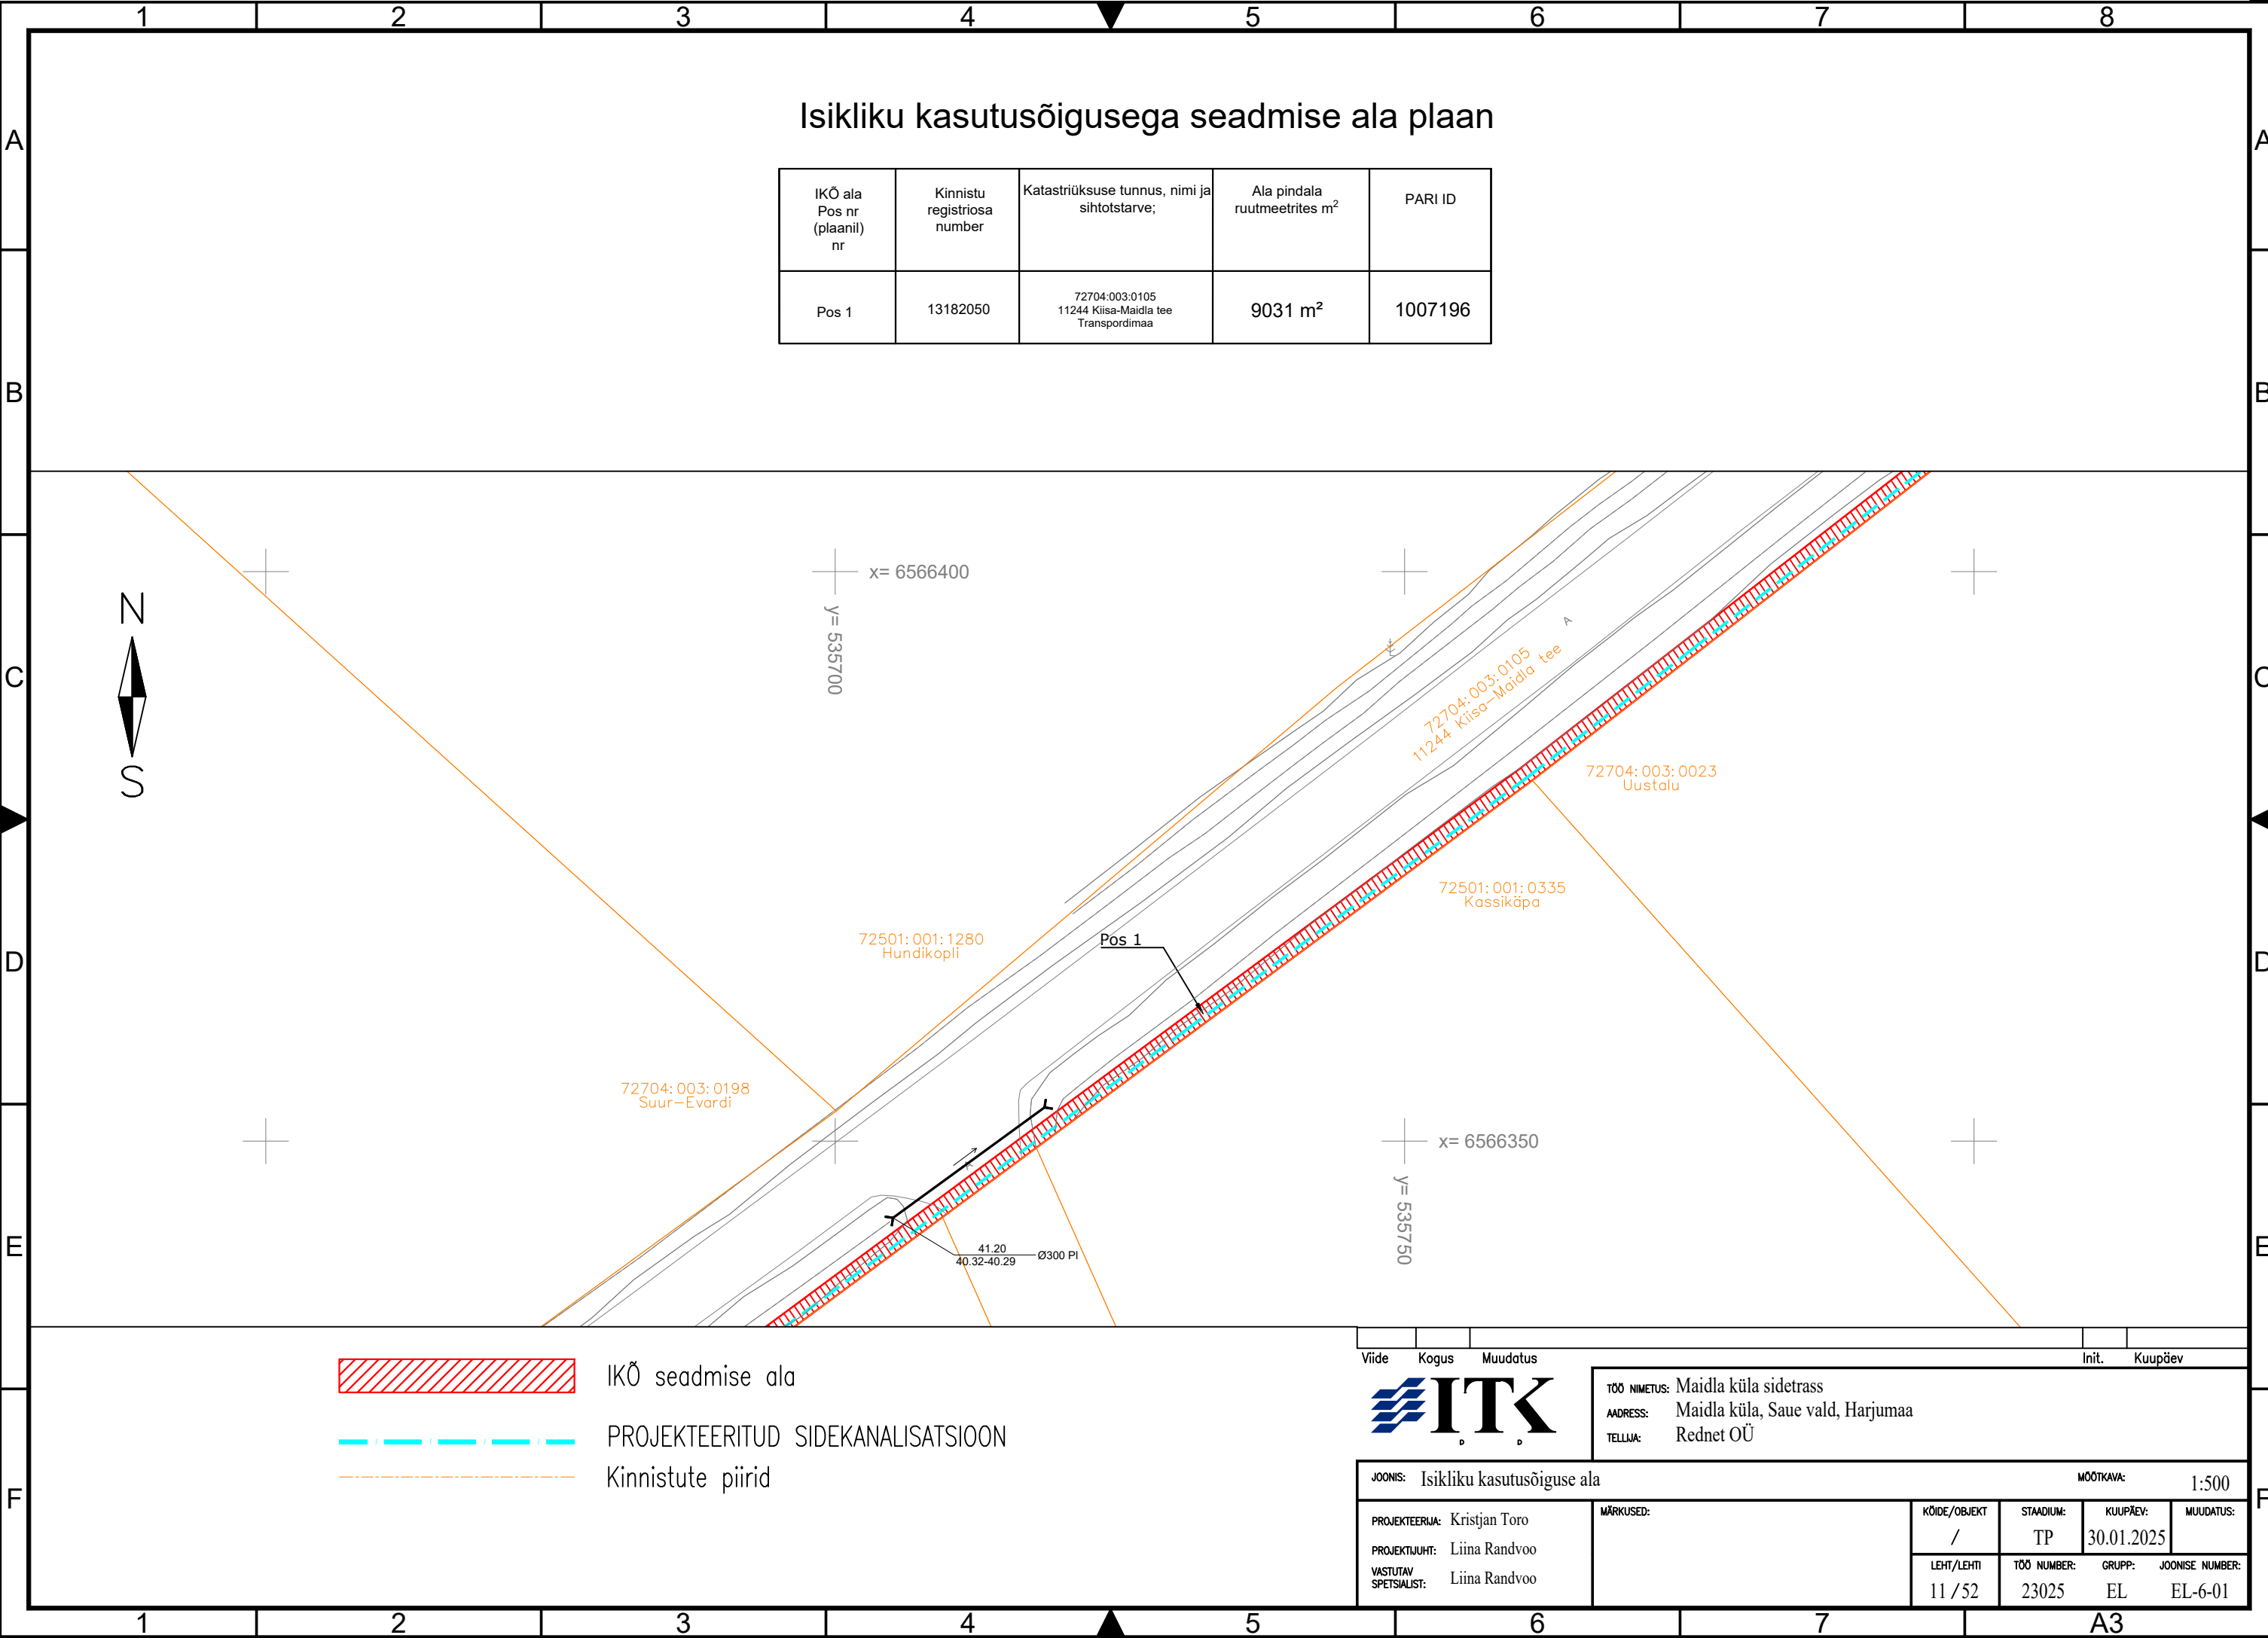 1 2 3 4 5 6 7 8
A A
B B
C C
D D
E E
F F
Isikliku kasutusõigusega seadmise ala plaan
IKÕ ala
Pos nr
(plaanil)
nr
Kinnistu
registriosa
number
Katastriüksuse tunnus, nimi ja
sihtotstarve;
Ala pindala
ruutmeetrites m²
PARI ID
Pos 1
13182050
72704:003:0105
11244 Kiisa-Maidla tee
Transpordimaa
9031 m²
1007196
N
S
x= 6566400
y= 535700
A
72704:003:0105
11244 Kiisa-Maidla tee
72704:003:0023
Uustalu
72501:001:0335
Kassikäpa
72501:001:1280
Hundikopli
Pos 1
72704:003:0198
Suur-Evardi
x= 6566350
y= 535750
41.20
40.32-40.29
Ø300 Pl
IKÕ seadmise ala
PROJEKTEERITUD SIDEKANALISATSIOON
Kinnistute piirid
Viide Kogus Muudatus Init. Kuupäev
ITK
D D
TÖÖ NIMETUS: Maidla küla sidetrass
AADRESS: Maidla küla, Saue vald, Harjumaa
TELLIJA: Rednet OÜ
JOONIS: Isikliku kasutusõiguse ala
MÕÕTKAVA: 1:500
PROJEKTEERIJA: Kristjan Toro
PROJEKTIJUHT: Liina Randvoo
VASTUTAV
SPETSIALIST: Liina Randvoo
MÄRKUSED:
KÖIDE/OBJEKT STAADIUM: KUUPÄEV: MUUDATUS:
/ TP 30.01.2025
LEHT/LEHTI TÖÖ NUMBER: GRUPP: JOONISE NUMBER:
11 / 52 23025 EL EL-6-01
1 2 3 4 5 6 7 A3